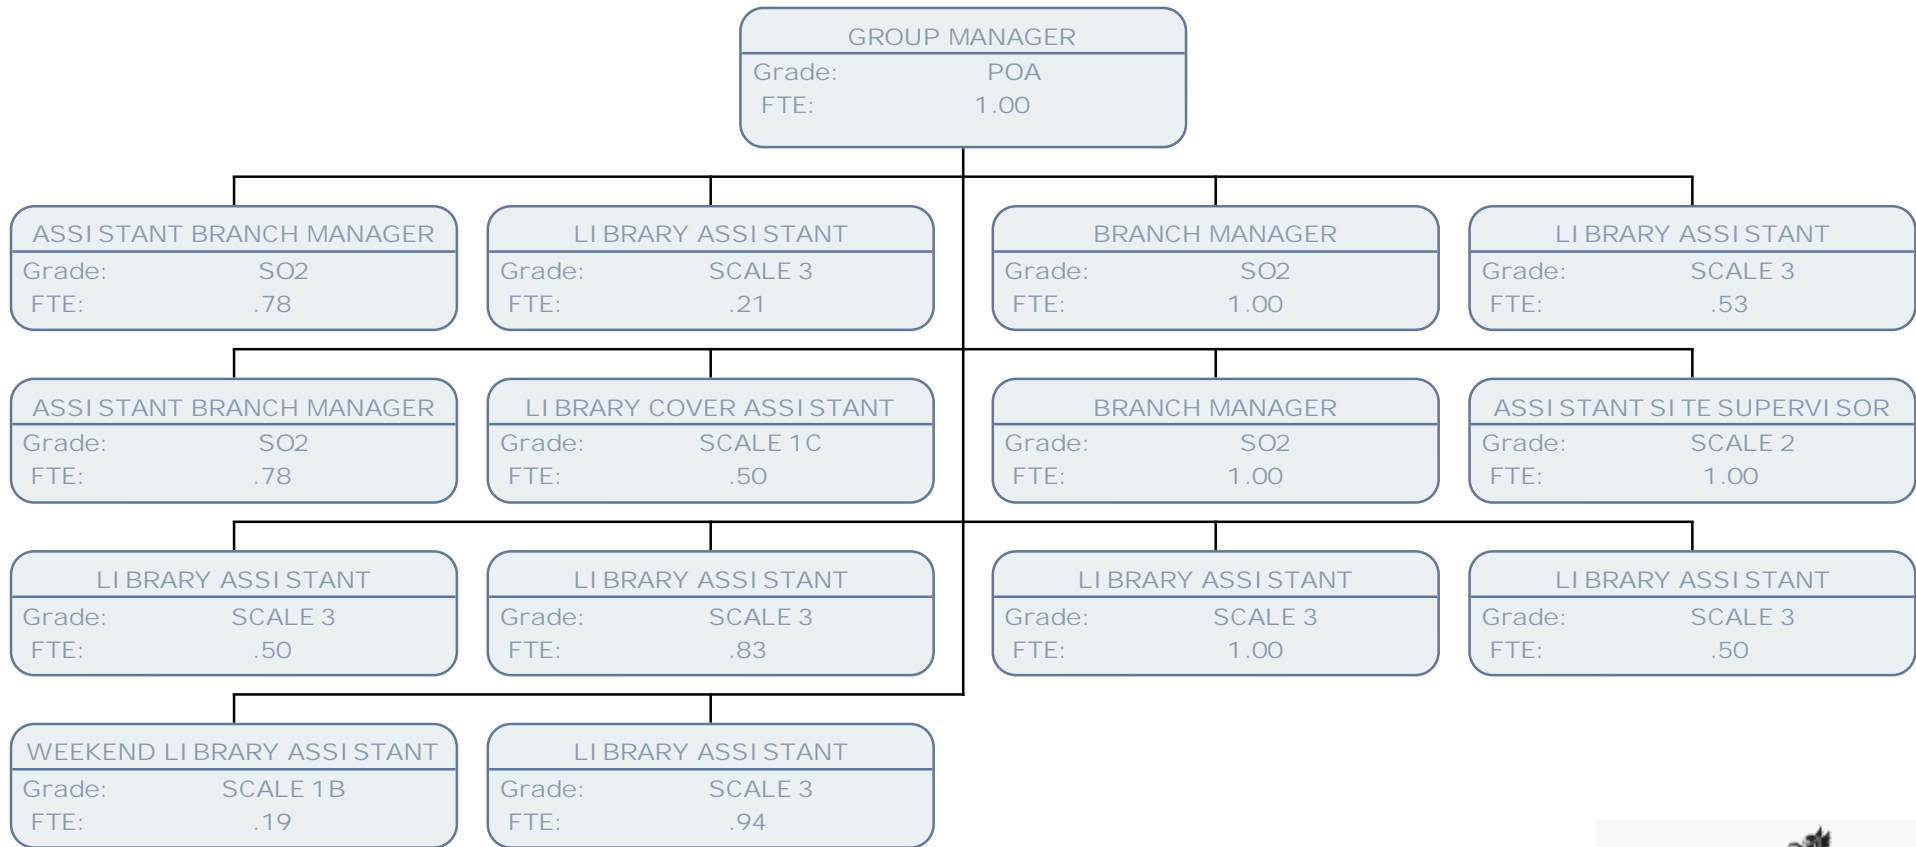 GROUP MANAGER
Grade: POA
FTE: 1.00
ASSISTANT BRANCH MANAGER
Grade: SO2
FTE: .78
LIBRARY ASSISTANT
Grade: SCALE 3
FTE: .21
BRANCH MANAGER
Grade: SO2
FTE: 1.00
LIBRARY ASSISTANT
Grade: SCALE 3
FTE: .53
ASSISTANT BRANCH MANAGER
Grade: SO2
FTE: .78
LIBRARY COVER ASSISTANT
Grade: SCALE 1C
FTE: .50
BRANCH MANAGER
Grade: SO2
FTE: 1.00
ASSISTANT SITE SUPERVISOR
Grade: SCALE 2
FTE: 1.00
LIBRARY ASSISTANT
Grade: SCALE 3
FTE: .50
LIBRARY ASSISTANT
Grade: SCALE 3
FTE: .83
LIBRARY ASSISTANT
Grade: SCALE 3
FTE: 1.00
LIBRARY ASSISTANT
Grade: SCALE 3
FTE: .50
WEEKEND LIBRARY ASSISTANT
Grade: SCALE 1B
FTE: .19
LIBRARY ASSISTANT
Grade: SCALE 3
FTE: .94